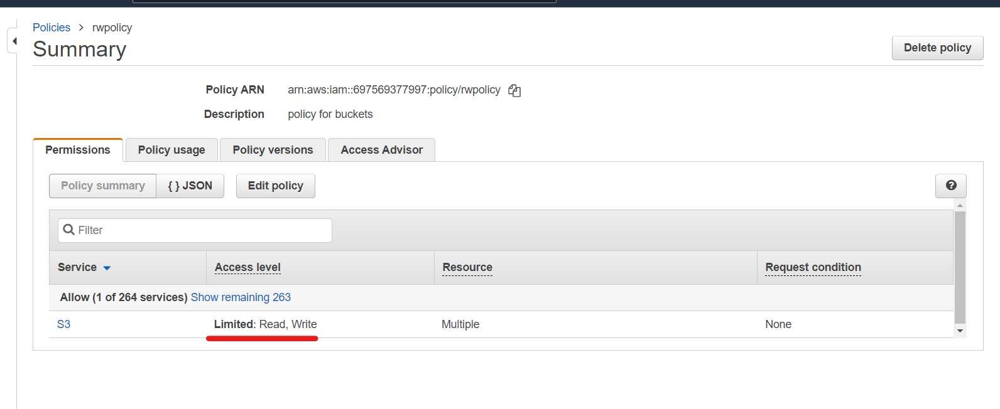 Policies > rwpolicy
Summary
Delete policy
Policy ARN arn:aws:iam::697569377997:policy/rwpolicy
Description policy for buckets
Permissions Policy usage Policy versions Access Advisor
Policy summary { } JSON Edit policy ?
Filter
Service Access level Resource Request condition
Allow (1 of 264 services) Show remaining 263
S3 Limited: Read, Write Multiple None